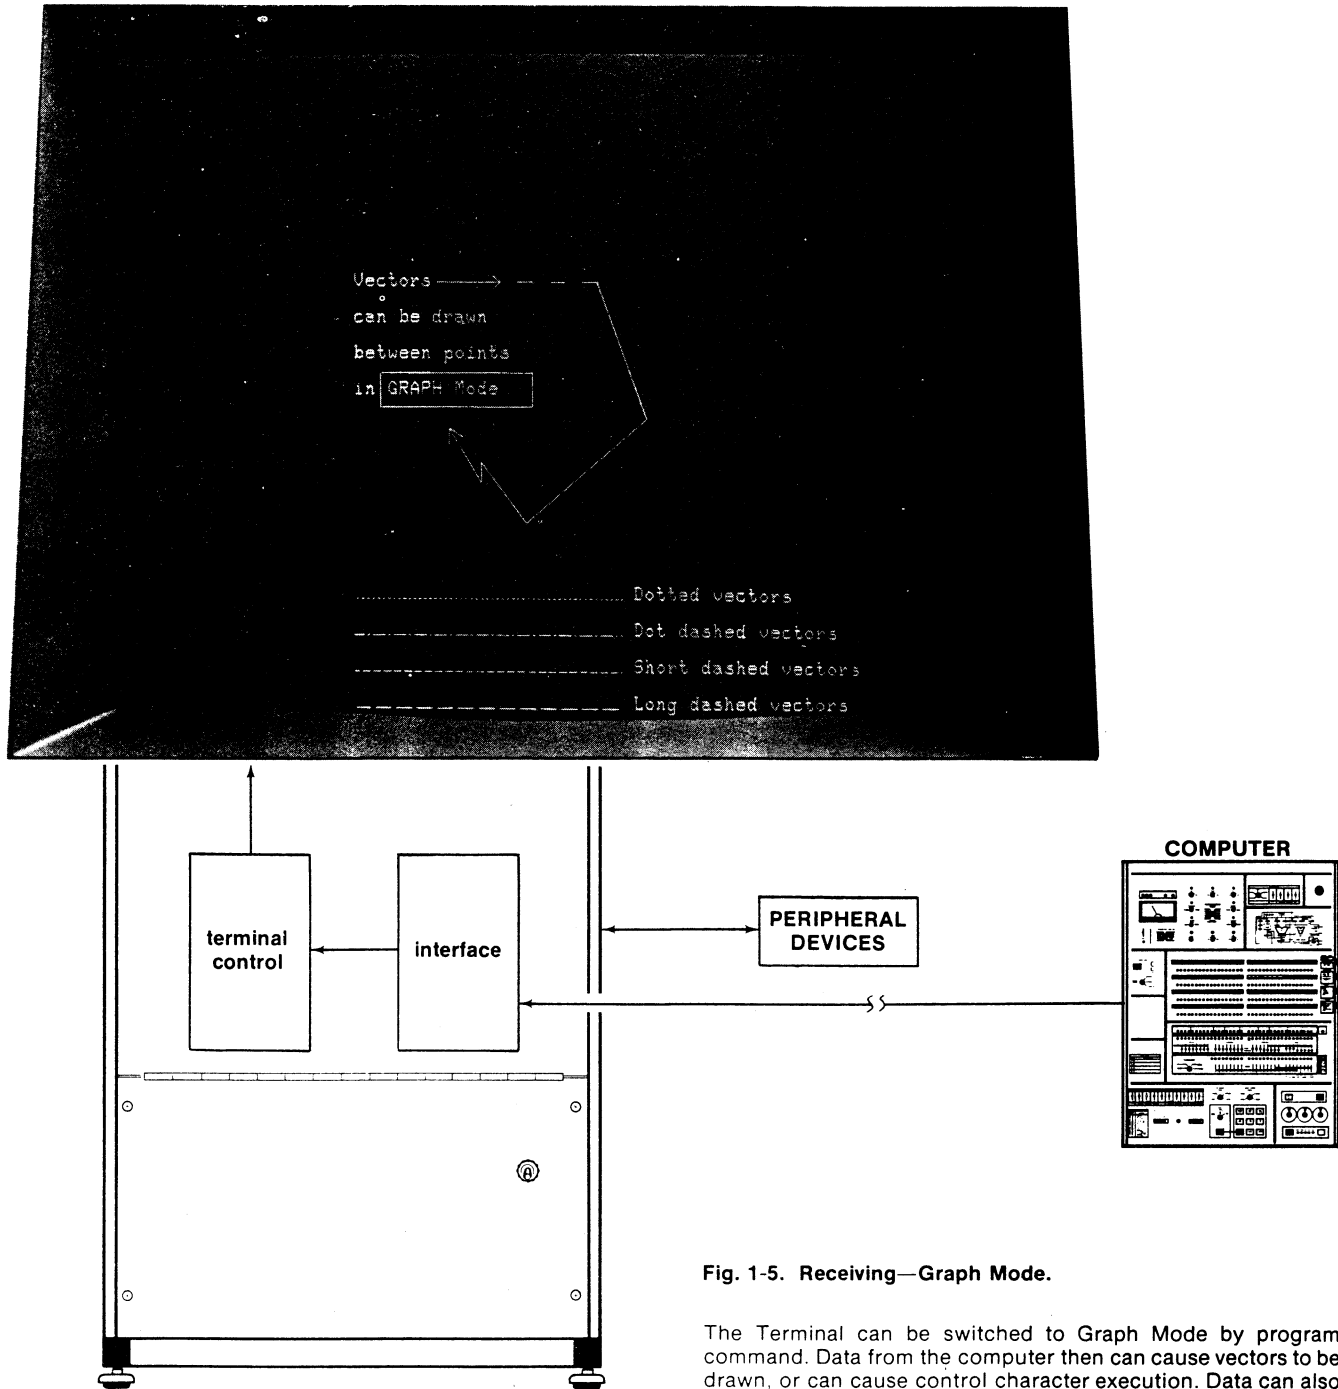 Vectors
can be drawn
between points
in GRAPH Mode
Dotted vectors
Dot dashed vectors
Short dashed vectors
Long dashed vectors
COMPUTER
terminal
control
interface
PERIPHERAL
DEVICES
Fig. 1-5. Receiving—Graph Mode.
The Terminal can be switched to Graph Mode by program
command. Data from the computer then can cause vectors to be
drawn, or can cause control character execution. Data can also